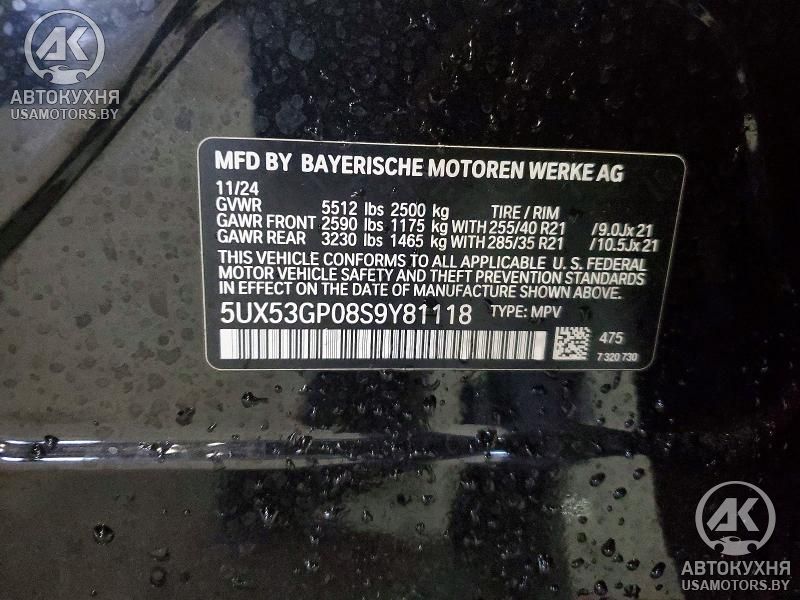 AK
АВТОКУХНЯ
USAMOTORS.BY
MFD BY BAYERISCHE MOTOREN WERKE AG
11/24
GVWR 5512 lbs 2500 kg TIRE / RIM
GAWR FRONT 2590 lbs 1175 kg WITH 255/40 R21 /9.0Jx21
GAWR REAR 3230 lbs 1465 kg WITH 285/35 R21 /10.5Jx21
THIS VEHICLE CONFORMS TO ALL APPLICABLE U. S. FEDERAL
MOTOR VEHICLE SAFETY AND THEFT PREVENTION STANDARDS
IN EFFECT ON THE DATE OF MANUFACTURE SHOWN ABOVE.
5UX53GP08S9Y81118 TYPE: MPV
475
7 320 730
AK
АВТОКУХНЯ
USAMOTORS.BY